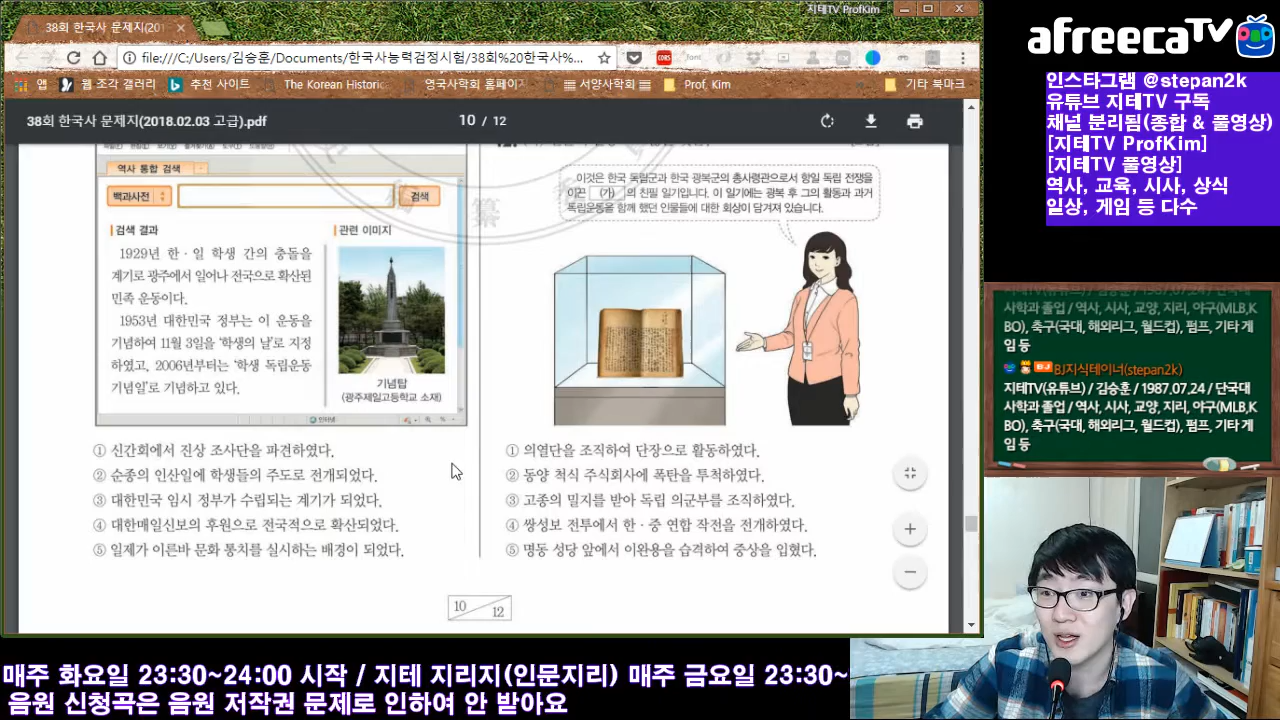 38회 한국사 문제지(201
지테TV ProfKim
file:///C:/Users/김승훈/Documents/한국사능력검정시험/38회%20한국사%...
앱
웹 조각 갤러리
추천 사이트
The Korean Historic
영국사학회 홈페이지
서양사학회
Prof. Kim
기타 북마크
38회 한국사 문제지(2018.02.03 고급).pdf
10 / 12
역사 통합 검색
백과사전
검색
검색 결과
관련 이미지
1929년 한·일 학생 간의 충돌을
계기로 광주에서 일어나 전국으로 확산된
민족 운동이다.
1953년 대한민국 정부는 이 운동을
기념하여 11월 3일을 '학생의 날'로 지정
하였고, 2006년부터는 '학생 독립운동
기념일'로 기념하고 있다.
기념탑
(광주제일고등학교 소재)
인터넷
① 신간회에서 진상 조사단을 파견하였다.
② 순종의 인산일에 학생들의 주도로 전개되었다.
③ 대한민국 임시 정부가 수립되는 계기가 되었다.
④ 대한매일신보의 후원으로 전국적으로 확산되었다.
⑤ 일제가 이른바 문화 통치를 실시하는 배경이 되었다.
이것은 한국 독립군과 한국 광복군의 총사령관으로서 항일 독립 전쟁을
이끈 (가) 의 친필 일기입니다. 이 일기에는 광복 후 그의 활동과 과거
독립운동을 함께 했던 인물들에 대한 회상이 담겨져 있습니다.
① 의열단을 조직하여 단장으로 활동하였다.
② 동양 척식 주식회사에 폭탄을 투척하였다.
③ 고종의 밀지를 받아 독립 의군부를 조직하였다.
④ 쌍성보 전투에서 한·중 연합 작전을 전개하였다.
⑤ 명동 성당 앞에서 이완용을 습격하여 중상을 입혔다.
10
12
afreecaTV
인스타그램 @stepan2k
유튜브 지테TV 구독
채널 분리됨(종합 & 풀영상)
[지테TV ProfKim]
[지테TV 풀영상]
역사, 교육, 시사, 상식
일상, 게임 등 다수
사학과 졸업 / 역사, 시사, 교양, 지리, 야구(MLB,K
BO), 축구(국대, 해외리그, 월드컵), 펌프, 기타 게
임 등
BJ지식테이너(stepan2k)
지테TV(유튜브) / 김승훈 / 1987.07.24 / 단국대
사학과 졸업 / 역사, 시사, 교양, 지리, 야구(MLB,K
BO), 축구(국대, 해외리그, 월드컵), 펌프, 기타 게
임 등
매주 화요일 23:30~24:00 시작 / 지테 지리지(인문지리) 매주 금요일 23:30~
음원 신청곡은 음원 저작권 문제로 인하여 안 받아요